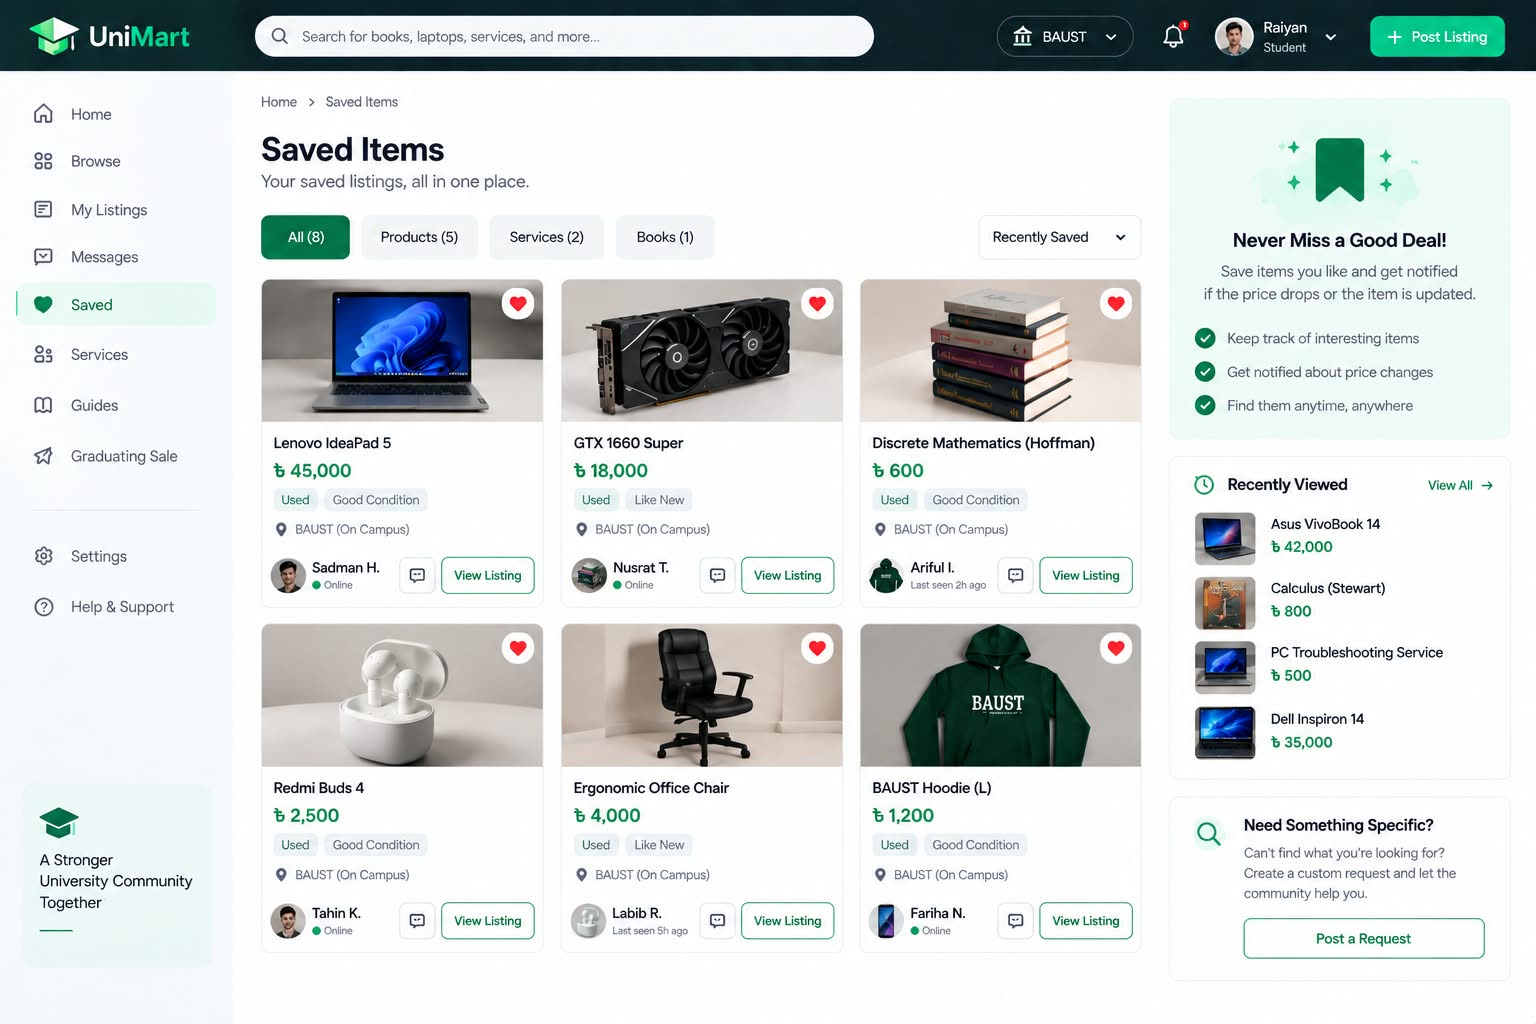 UniMart
Search for books, laptops, services, and more...
BAUST
1
Raiyan
Student
+ Post Listing
Home
Browse
My Listings
Messages
Saved
Services
Guides
Graduating Sale
Settings
Help & Support
A Stronger
University Community
Together
Home > Saved Items
Saved Items
Your saved listings, all in one place.
All (8)
Products (5)
Services (2)
Books (1)
Recently Saved
Lenovo IdeaPad 5
৳ 45,000
Used Good Condition
BAUST (On Campus)
Sadman H.
Online
View Listing
GTX 1660 Super
৳ 18,000
Used Like New
BAUST (On Campus)
Nusrat T.
Online
View Listing
Discrete Mathematics (Hoffman)
৳ 600
Used Good Condition
BAUST (On Campus)
Ariful I.
Last seen 2h ago
View Listing
Redmi Buds 4
৳ 2,500
Used Good Condition
BAUST (On Campus)
Tahin K.
Online
View Listing
Ergonomic Office Chair
৳ 4,000
Used Like New
BAUST (On Campus)
Labib R.
Last seen 5h ago
View Listing
BAUST
BAUST Hoodie (L)
৳ 1,200
Used Good Condition
BAUST (On Campus)
Fariha N.
Online
View Listing
Never Miss a Good Deal!
Save items you like and get notified
if the price drops or the item is updated.
Keep track of interesting items
Get notified about price changes
Find them anytime, anywhere
Recently Viewed
View All →
Asus VivoBook 14
৳ 42,000
Calculus (Stewart)
৳ 800
PC Troubleshooting Service
৳ 500
Dell Inspiron 14
৳ 35,000
Need Something Specific?
Can't find what you're looking for?
Create a custom request and let the
community help you.
Post a Request